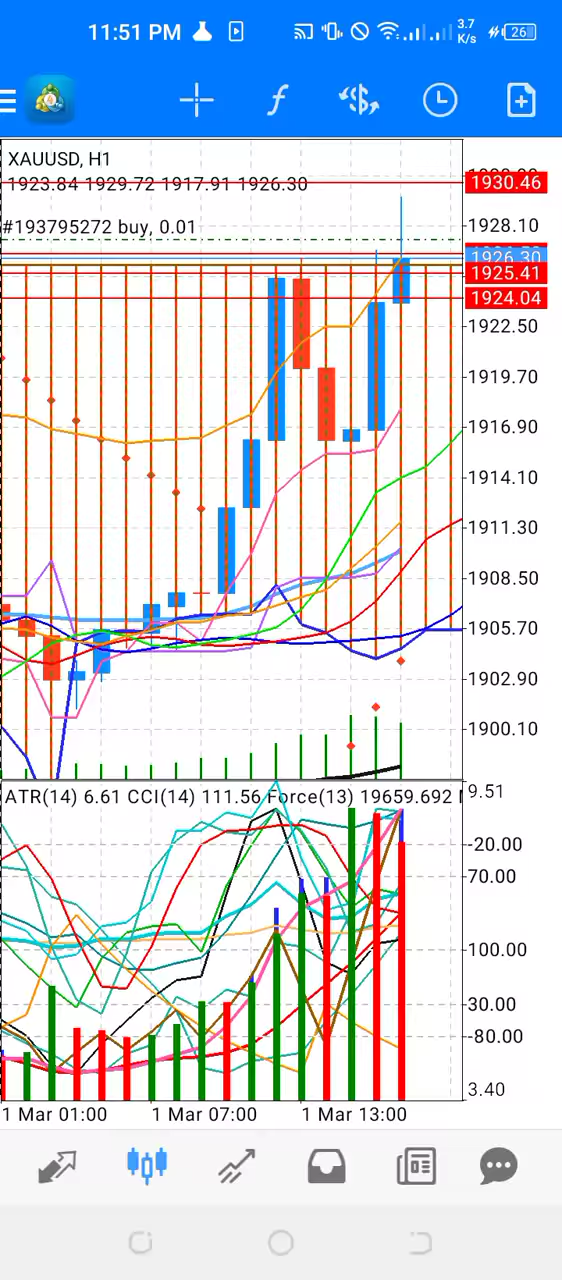 11:51 PM
3.7
K/s
26
f
XAUUSD, H1
1923.84 1929.72 1917.91 1926.30
1930.46
#193795272 buy, 0.01
1928.10
1926.30
1925.41
1924.04
1922.50
1919.70
1916.90
1914.10
1911.30
1908.50
1905.70
1902.90
1900.10
ATR(14) 6.61 CCI(14) 111.56 Force(13) 19659.692
9.51
-20.00
70.00
100.00
30.00
-80.00
3.40
1 Mar 01:00
1 Mar 07:00
1 Mar 13:00